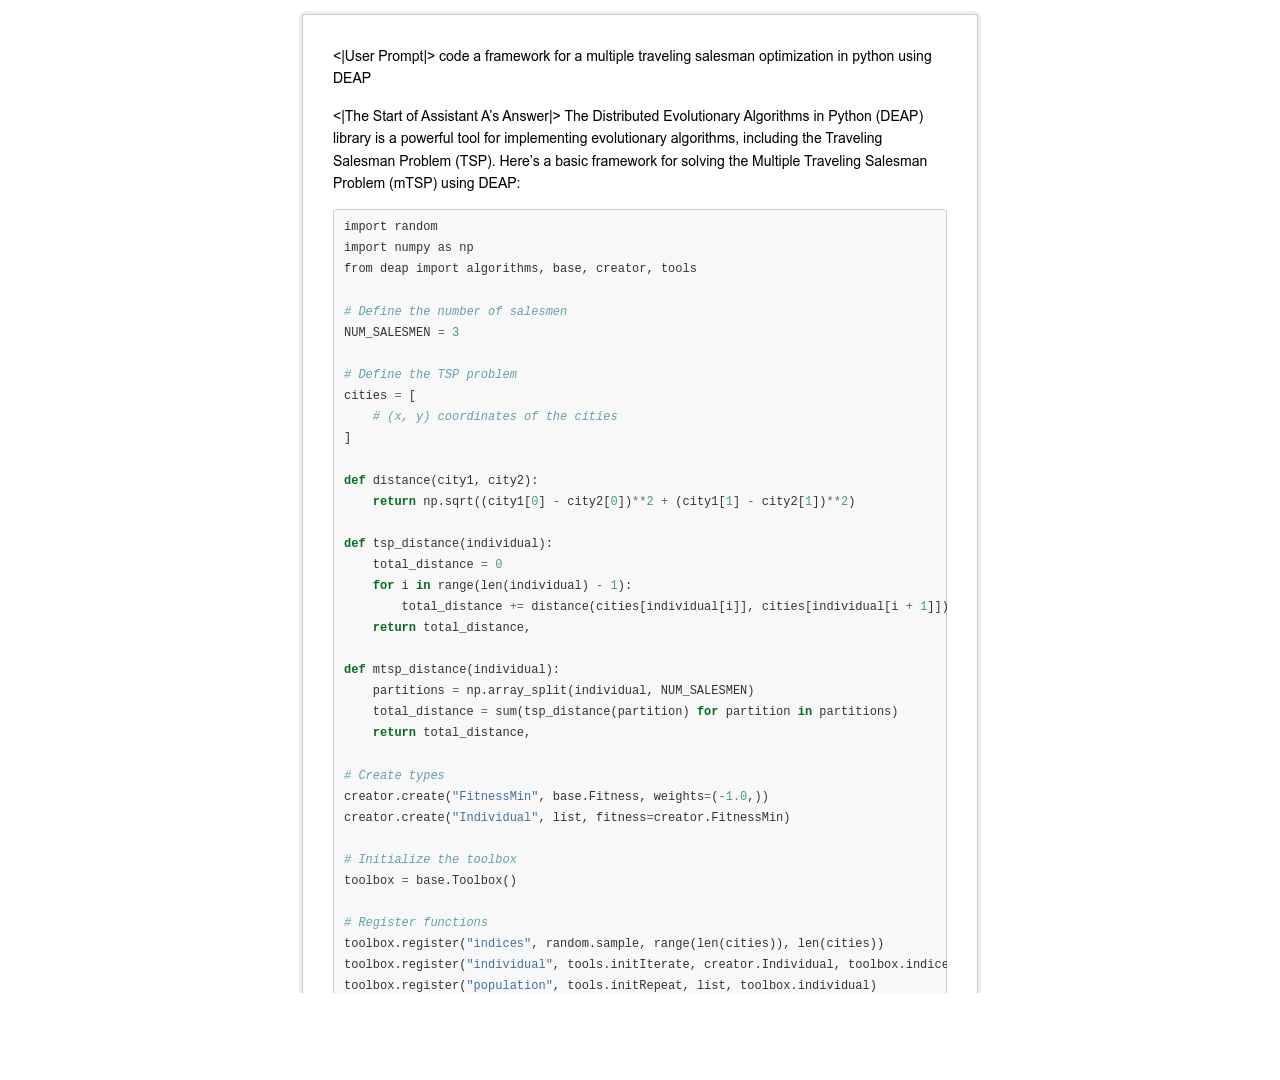 <|User Prompt|> code a framework for a multiple traveling salesman optimization in python using
DEAP
<|The Start of Assistant A’s Answer|> The Distributed Evolutionary Algorithms in Python (DEAP)
library is a powerful tool for implementing evolutionary algorithms, including the Traveling
Salesman Problem (TSP). Here’s a basic framework for solving the Multiple Traveling Salesman
Problem (mTSP) using DEAP:
import random
import numpy as np
from deap import algorithms, base, creator, tools
# Define the number of salesmen
NUM_SALESMEN = 3
# Define the TSP problem
cities = [
    # (x, y) coordinates of the cities
]
def distance(city1, city2):
    return np.sqrt((city1[0] - city2[0])**2 + (city1[1] - city2[1])**2)
def tsp_distance(individual):
    total_distance = 0
    for i in range(len(individual) - 1):
        total_distance += distance(cities[individual[i]], cities[individual[i + 1]])
    return total_distance,
def mtsp_distance(individual):
    partitions = np.array_split(individual, NUM_SALESMEN)
    total_distance = sum(tsp_distance(partition) for partition in partitions)
    return total_distance,
# Create types
creator.create("FitnessMin", base.Fitness, weights=(-1.0,))
creator.create("Individual", list, fitness=creator.FitnessMin)
# Initialize the toolbox
toolbox = base.Toolbox()
# Register functions
toolbox.register("indices", random.sample, range(len(cities)), len(cities))
toolbox.register("individual", tools.initIterate, creator.Individual, toolbox.indice
toolbox.register("population", tools.initRepeat, list, toolbox.individual)